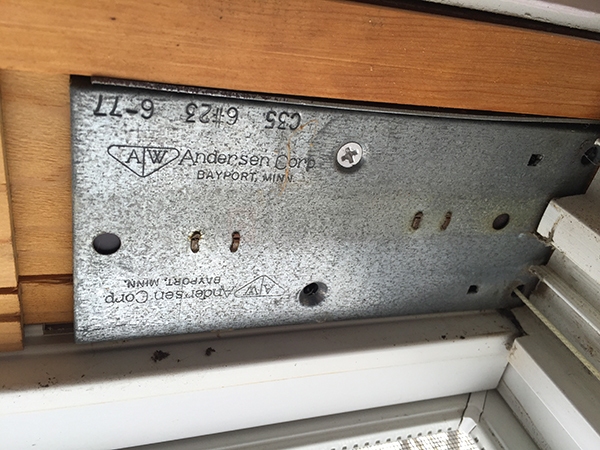 C35 6#23 6-77
AW Andersen Corp
BAYPORT, MINN.
AW Andersen Corp
BAYPORT, MINN.